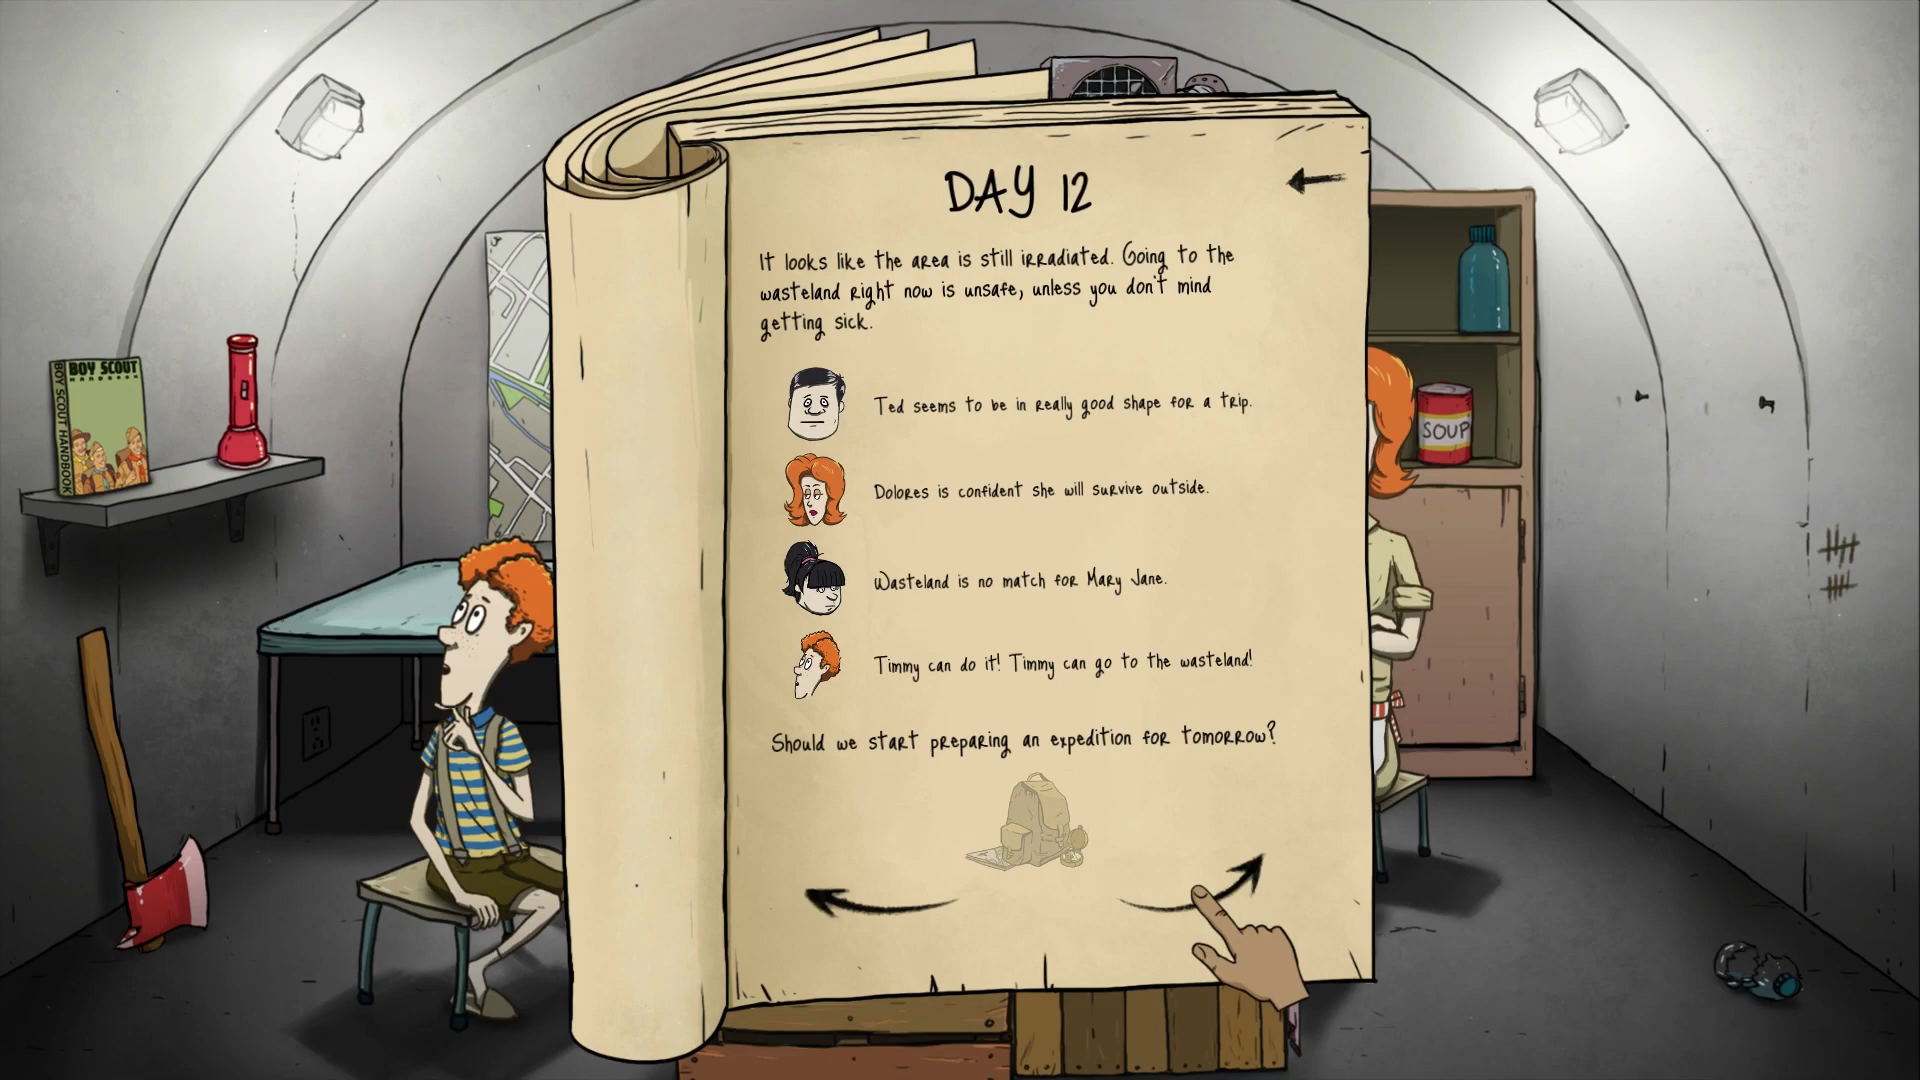 DAY 12
It looks like the area is still irradiated. Going to the
wasteland right now is unsafe, unless you don't mind
getting sick.
Ted seems to be in really good shape for a trip.
Dolores is confident she will survive outside.
Wasteland is no match for Mary Jane.
Timmy can do it! Timmy can go to the wasteland!
Should we start preparing an expedition for tomorrow?
BOY SCOUT
HANDBOOK
BOY SCOUT HANDBOOK
SOUP